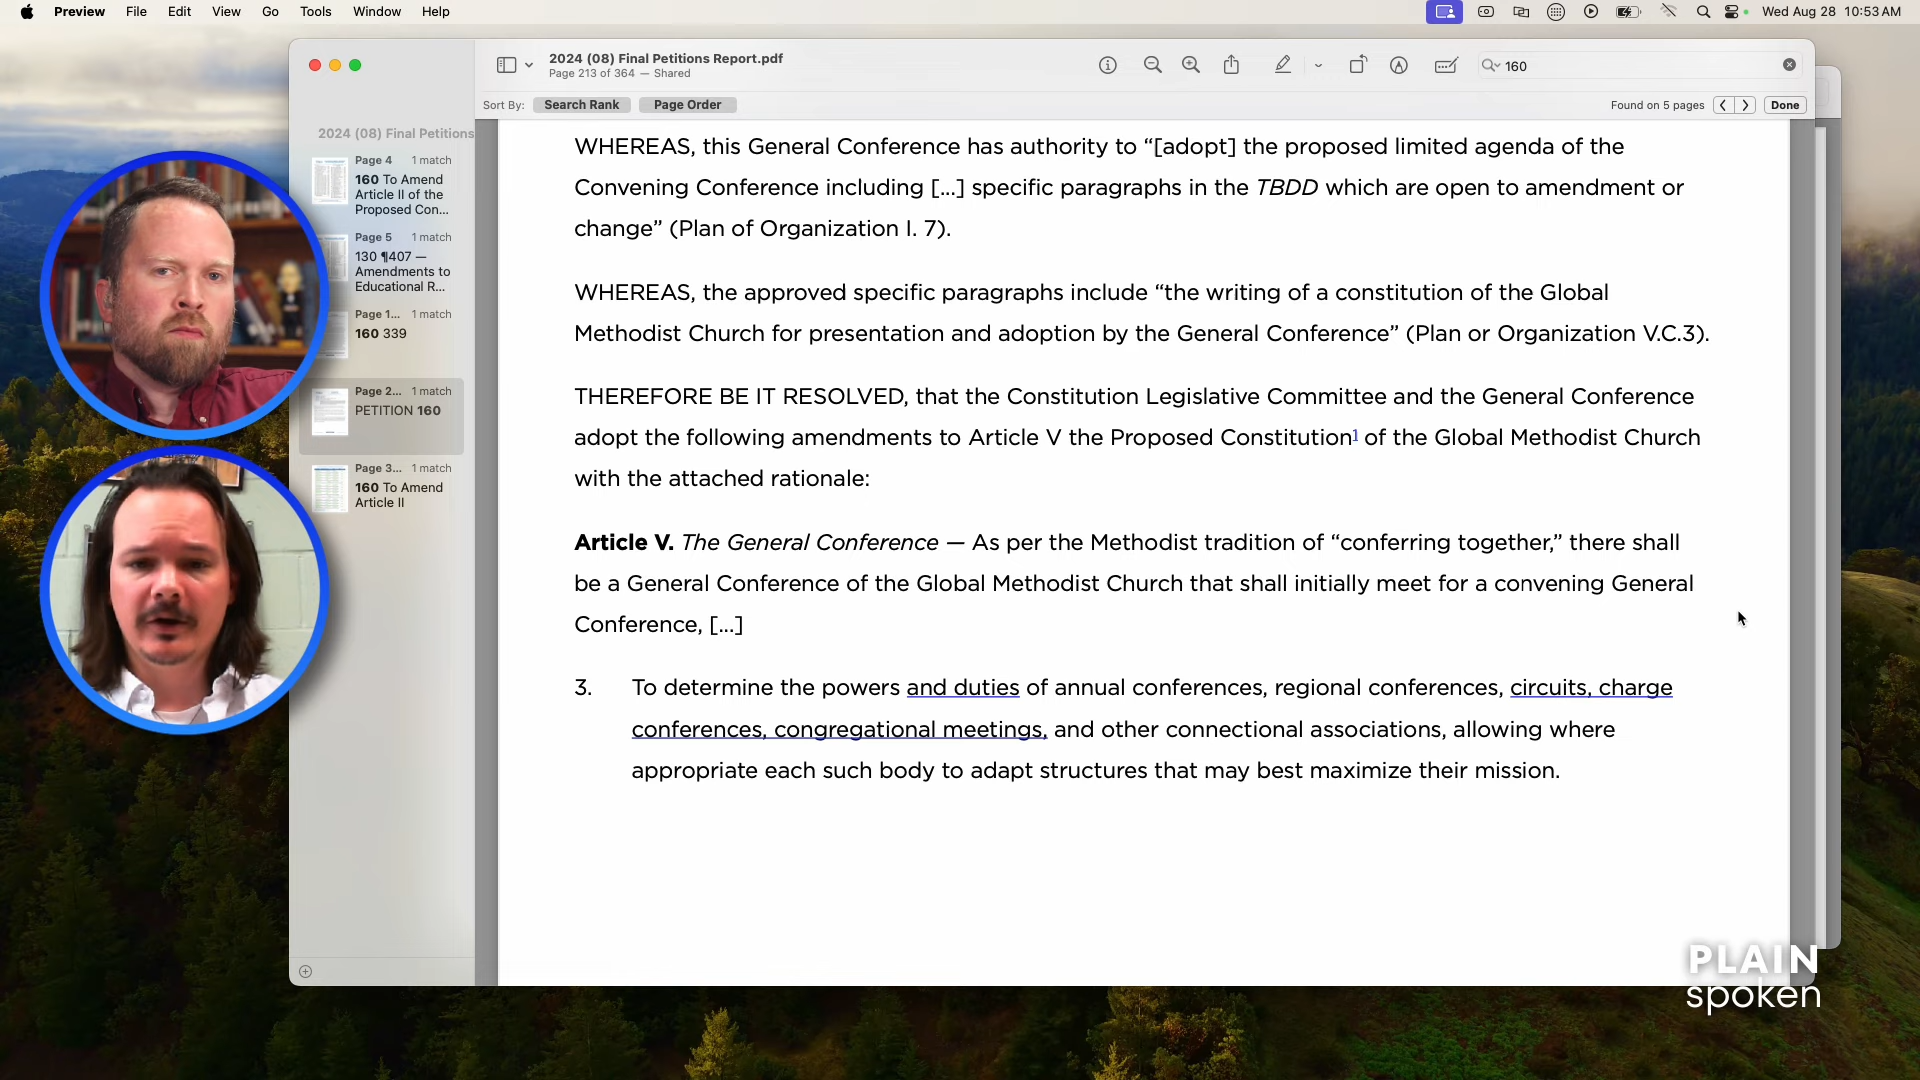 Preview File Edit View Go Tools Window Help
Wed Aug 28 10:53 AM
2024 (08) Final Petitions Report.pdf
Page 213 of 364 — Shared
160
Sort By: Search Rank Page Order
Found on 5 pages Done
2024 (08) Final Petitions
Page 4 1 match
160 To Amend
Article II of the
Proposed Con...
Page 5 1 match
130 ¶407 —
Amendments to
Educational R...
Page 1... 1 match
160 339
Page 2... 1 match
PETITION 160
Page 3... 1 match
160 To Amend
Article II
WHEREAS, this General Conference has authority to “[adopt] the proposed limited agenda of the
Convening Conference including [...] specific paragraphs in the TBDD which are open to amendment or
change” (Plan of Organization I. 7).
WHEREAS, the approved specific paragraphs include “the writing of a constitution of the Global
Methodist Church for presentation and adoption by the General Conference” (Plan or Organization V.C.3).
THEREFORE BE IT RESOLVED, that the Constitution Legislative Committee and the General Conference
adopt the following amendments to Article V the Proposed Constitution1 of the Global Methodist Church
with the attached rationale:
Article V. The General Conference — As per the Methodist tradition of “conferring together,” there shall
be a General Conference of the Global Methodist Church that shall initially meet for a convening General
Conference, [...]
3. To determine the powers and duties of annual conferences, regional conferences, circuits, charge
conferences, congregational meetings, and other connectional associations, allowing where
appropriate each such body to adapt structures that may best maximize their mission.
PLAIN
spoken